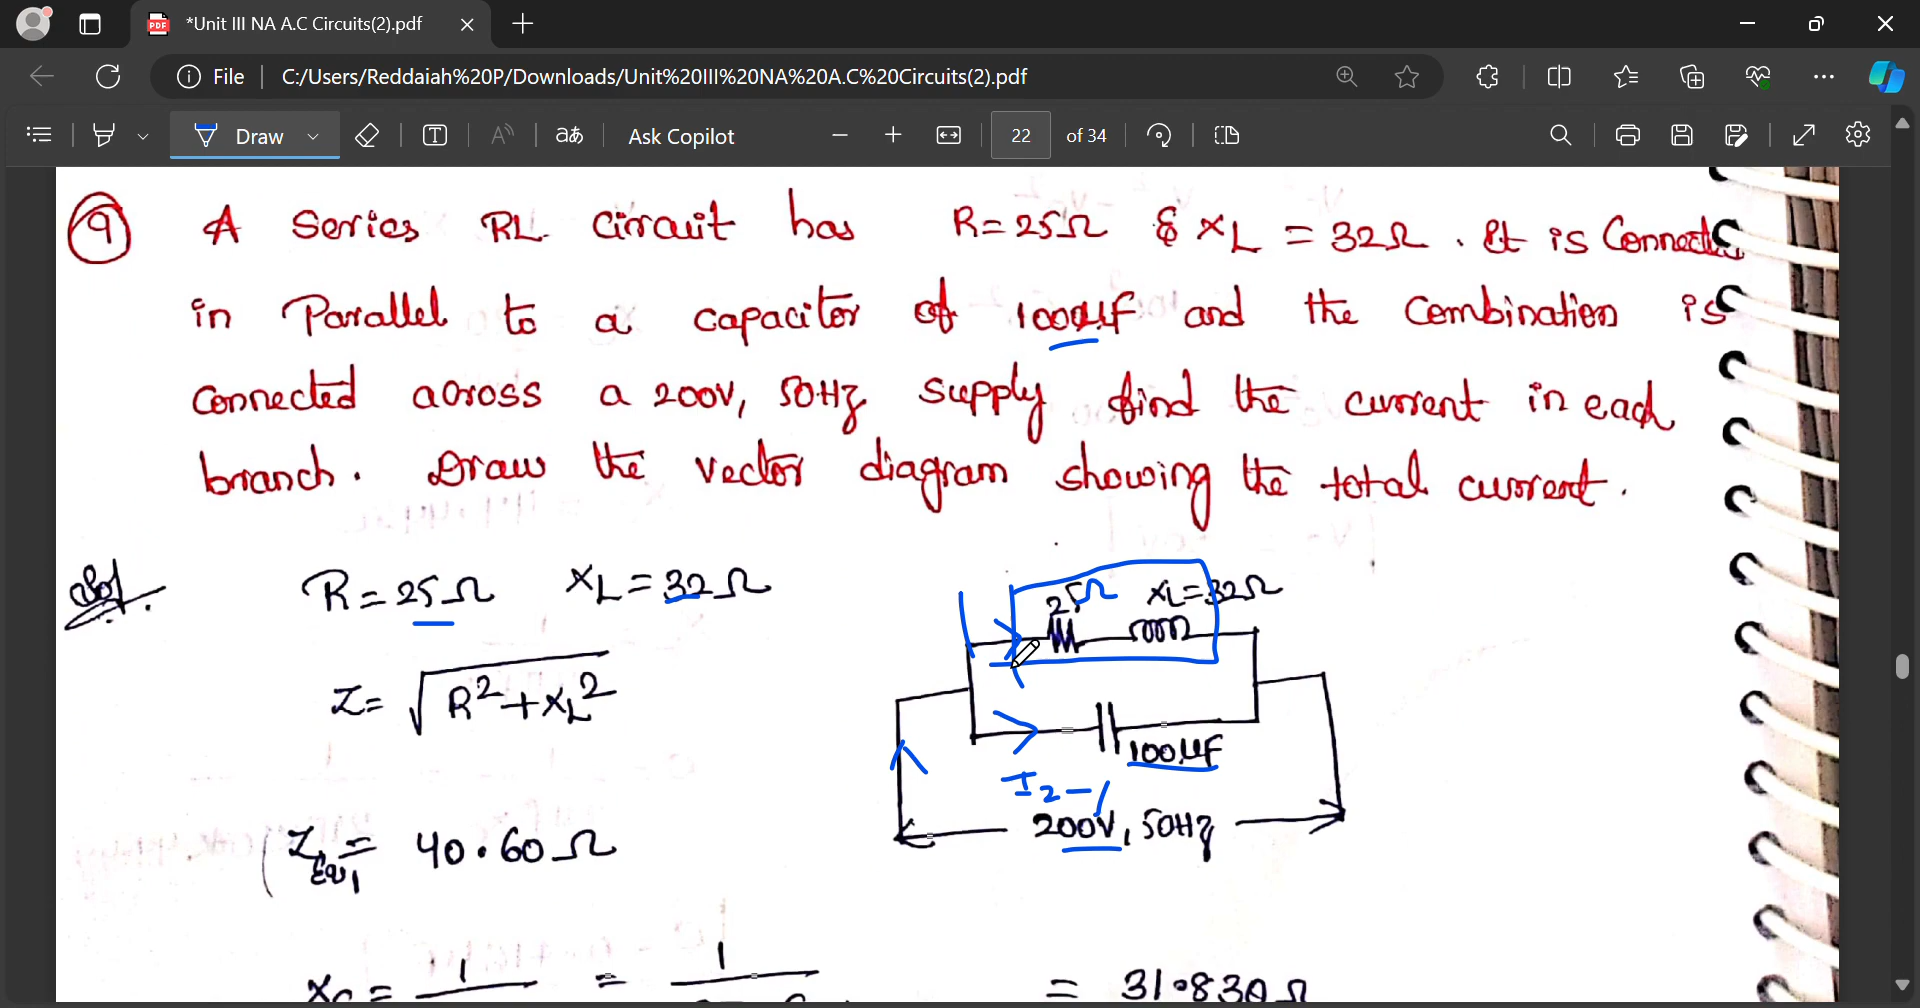 *Unit III NA A.C Circuits(2).pdf
File C:/Users/Reddaiah%20P/Downloads/Unit%20III%20NA%20A.C%20Circuits(2).pdf
Draw Ask Copilot 22 of 34
9 A Series RL Circuit has R=25Ω & XL = 32Ω. It is Connected
in Parallel to a capacitor of 100μF and the Combination is
connected across a 200V, 50Hz supply find the current in each
branch. Draw the vector diagram showing the total current.
Sol. R=25Ω XL=32Ω
25Ω XL=32Ω
Z= √R²+XL²
100μF
I2
200V, 50Hz
Zeq1 = 40.60Ω
XC = 1 = 1 = 31.830Ω